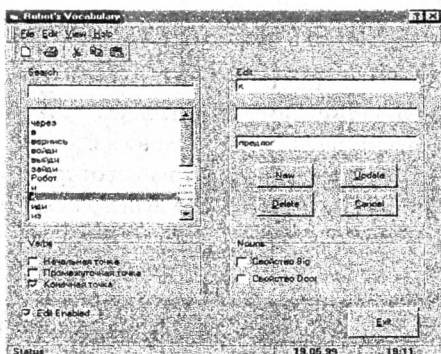 Robot's Vocabulary
File Edit View Help
Search
через
в
вернись
войди
выйди
зайди
Робот
и
иди
из
Edit
к
предлог
New Update
Delete Cancel
Verbs
Начальная точка
Промежуточная точка
Конечная точка
Nouns
Свойство Big
Свойство Door
Edit Enabled
Exit
Status 19.06.99 18:11